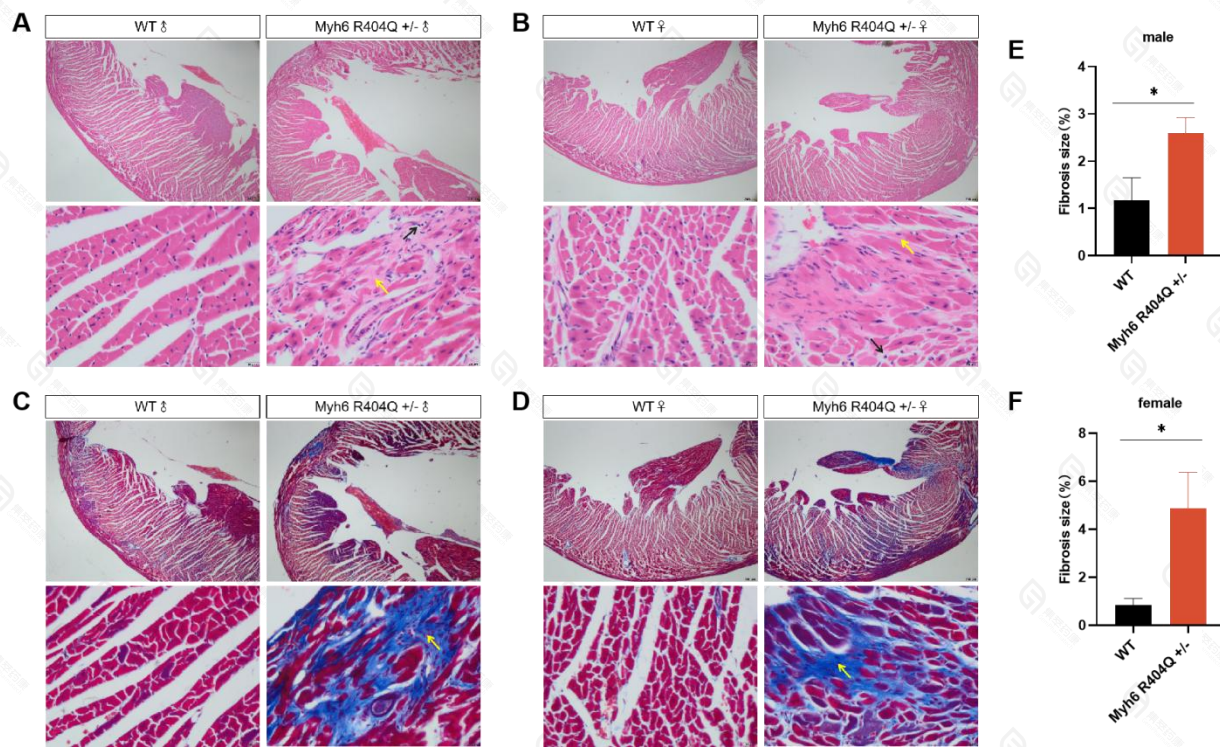 A
WT ♂
Myh6 R404Q +/- ♂
B
WT ♀
Myh6 R404Q +/- ♀
C
WT ♂
Myh6 R404Q +/- ♂
D
WT ♀
Myh6 R404Q +/- ♀
E
male
Fibrosis size (%)
4
3
2
1
0
*
WT
Myh6 R404Q +/-
F
female
Fibrosis size (%)
8
6
4
2
0
*
WT
Myh6 R404Q +/-